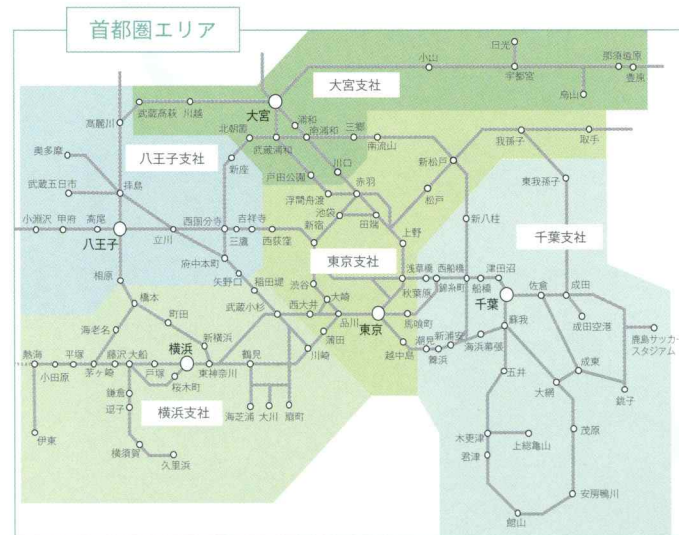 首都圏エリア
日光
小山
那須塩原
宇都宮
豊原
烏山
大宮支社
大宮
武蔵高萩
川越
高麗川
北朝霞
浦和
南浦和
三郷
武蔵浦和
南流山
我孫子
取手
奥多摩
八王子支社
新座
戸田公園
川口
新松戸
東我孫子
武蔵五日市
拝島
赤羽
浮間舟渡
松戸
新八柱
小淵沢
甲府
高尾
西国分寺
吉祥寺
池袋
田端
八王子
立川
三鷹
西荻窪
新宿
上野
千葉支社
府中本町
東京支社
浅草橋
西船橋
津田沼
相原
矢野口
稲田堤
渋谷
秋葉原
錦糸町
船橋
千葉
佐倉
成田
橋本
武蔵小杉
西大井
大崎
品川
東京
馬喰町
成田空港
鹿島サッカー
スタジアム
町田
蒲田
潮見
新浦安
蘇我
海老名
新横浜
川崎
越中島
舞浜
海浜幕張
熱海
平塚
藤沢
大船
横浜
鶴見
五井
成東
小田原
茅ヶ崎
戸塚
東神奈川
大網
銚子
鎌倉
桜木町
逗子
横浜支社
海芝浦
大川
扇町
伊東
木更津
上総亀山
茂原
横須賀
久里浜
君津
館山
安房鴨川